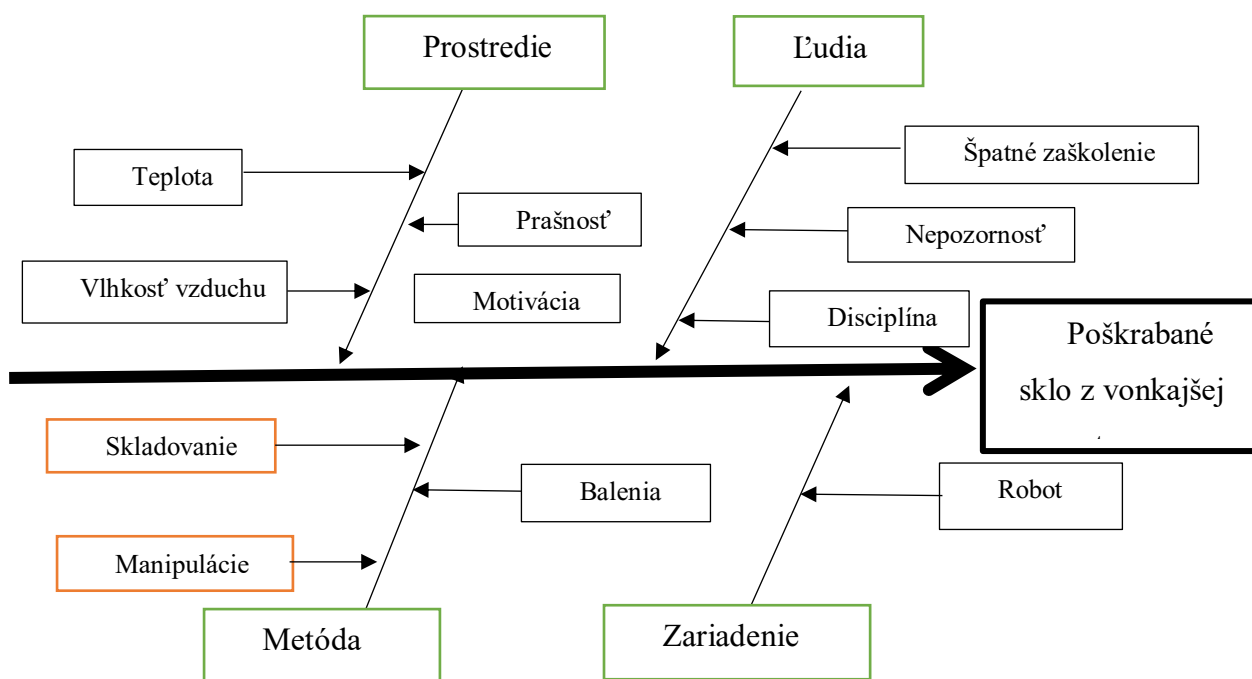 Prostredie
Ľudia
Špatné zaškolenie
Teplota
Prašnosť
Nepozornosť
Vlhkosť vzduchu
Motivácia
Disciplína
Poškrabané
sklo z vonkajšej
Skladovanie
Balenia
Robot
Manipulácie
Metóda
Zariadenie